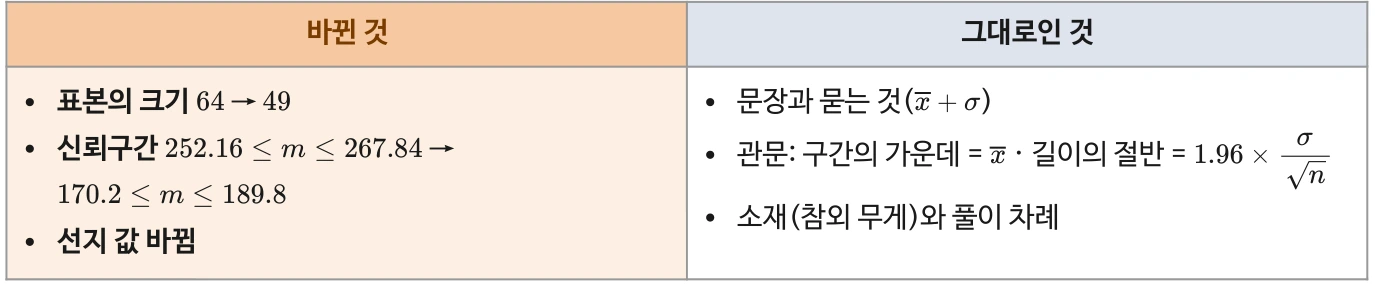 바뀐 것
그대로인 것
• 표본의 크기 64 → 49
• 신뢰구간 252.16 ≤ m ≤ 267.84 →
170.2 ≤ m ≤ 189.8
• 선지 값 바뀜
• 문장과 묻는 것(x̅ + σ)
• 관문: 구간의 가운데 = x̅ · 길이의 절반 = 1.96 × σ/√n
• 소재(참외 무게)와 풀이 차례